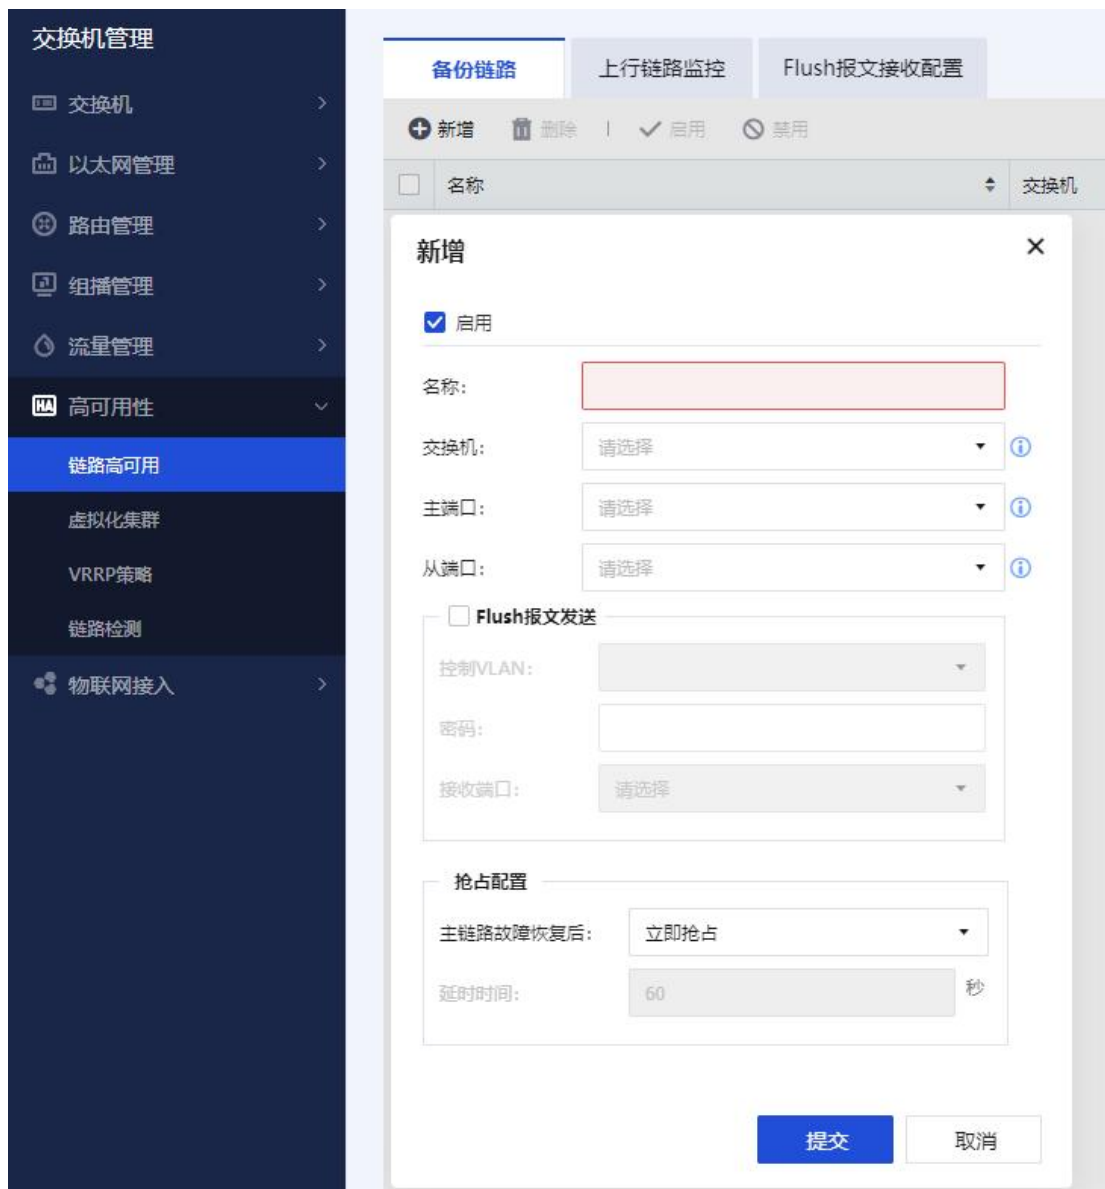 交换机管理
交换机
以太网管理
路由管理
组播管理
流量管理
HA 高可用性
链路高可用
虚拟化集群
VRRP策略
链路检测
物联网接入
备份链路 上行链路监控 Flush报文接收配置
新增 删除 启用 禁用
名称 交换机
新增
启用
名称:
交换机: 请选择
主端口: 请选择
从端口: 请选择
Flush报文发送
控制VLAN:
密码:
接收端口: 请选择
抢占配置
主链路故障恢复后: 立即抢占
延时时间: 60 秒
提交 取消